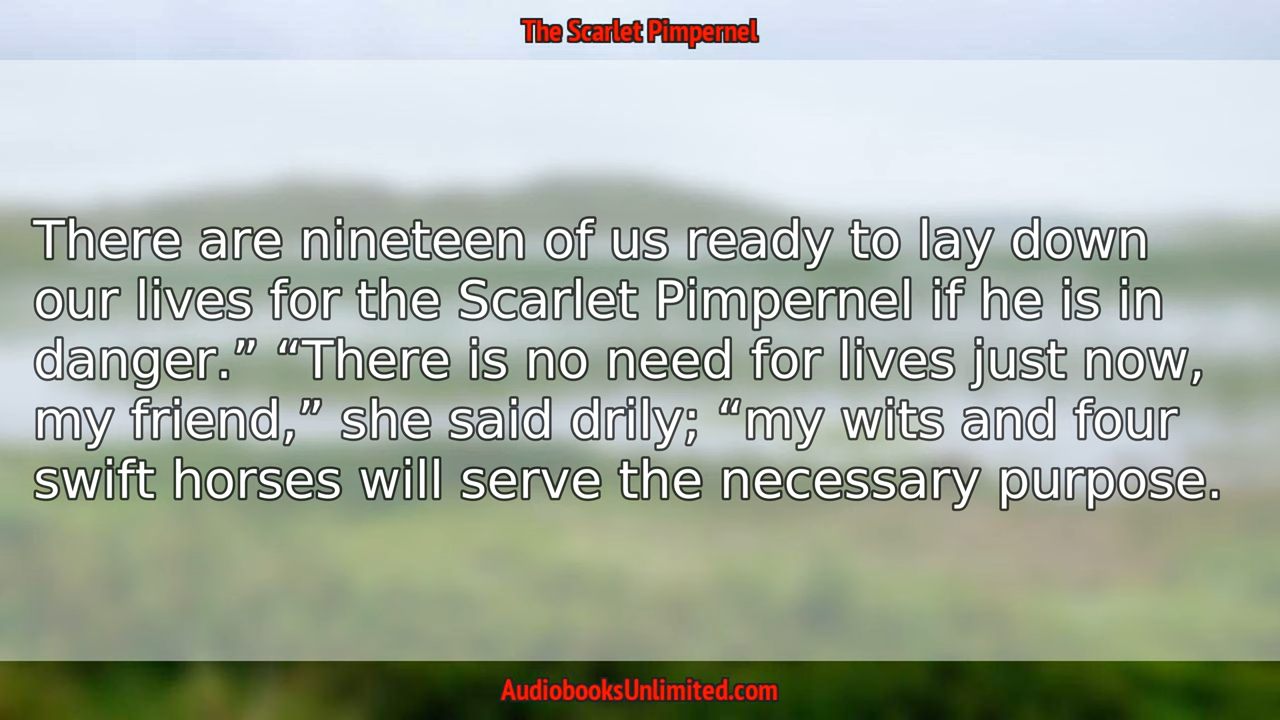 The Scarlet Pimpernel
There are nineteen of us ready to lay down
our lives for the Scarlet Pimpernel if he is in
danger.” “There is no need for lives just now,
my friend,” she said drily; “my wits and four
swift horses will serve the necessary purpose.
AudiobooksUnlimited.com